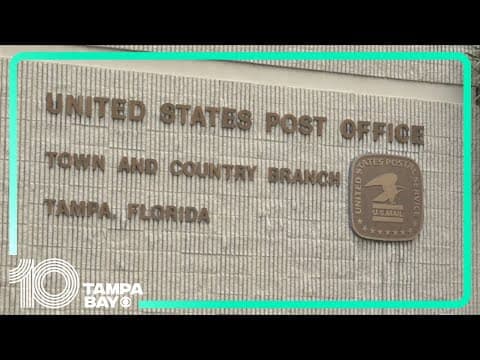 UNITED STATES POST OFFICE
TOWN AND COUNTRY BRANCH
TAMPA, FLORIDA
UNITED STATES POSTAL SERVICE
U.S.MAIL
10 TAMPA BAY